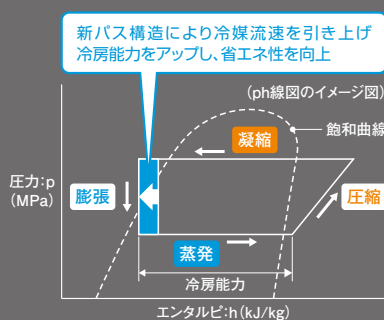 新パス構造により冷媒流速を引き上げ
冷房能力をアップし、省エネ性を向上
(ph線図のイメージ図)
飽和曲線
凝縮
圧力:p
(MPa)
膨張
圧縮
蒸発
冷房能力
エンタルピ:h(kJ/kg)